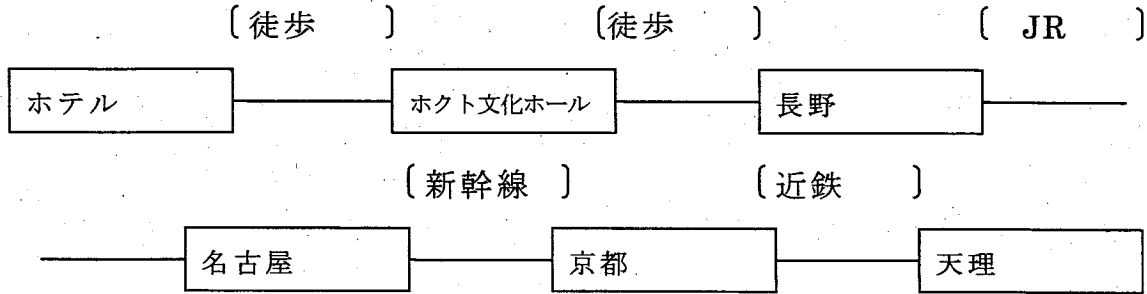 〔徒歩 〕 〔徒歩 〕 〔 JR 〕
ホテル ホクト文化ホール 長野
〔新幹線 〕 〔近鉄 〕
名古屋 京都 天理